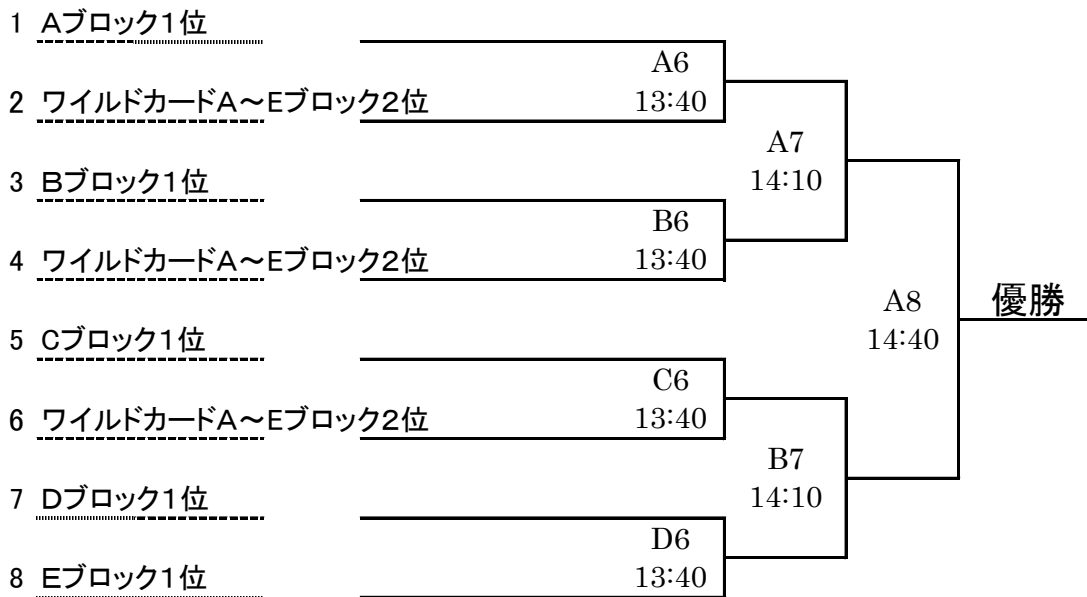 1 Aブロック1位
A6
2 ワイルドカードA～Eブロック2位 13:40
A7
3 Bブロック1位 14:10
B6
4 ワイルドカードA～Eブロック2位 13:40
A8 優勝
5 Cブロック1位 14:40
C6
6 ワイルドカードA～Eブロック2位 13:40
B7
7 Dブロック1位 14:10
D6
8 Eブロック1位 13:40